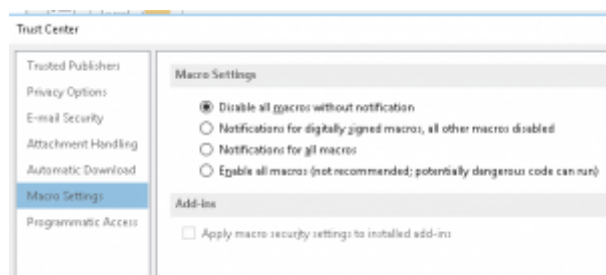 Trust Center
Trusted Publishers
Privacy Options
E-mail Security
Attachment Handling
Automatic Download
Macro Settings
Programmatic Access
Macro Settings
Disable all macros without notification
Notifications for digitally signed macros, all other macros disabled
Notifications for all macros
Enable all macros (not recommended; potentially dangerous code can run)
Add-ins
Apply macro security settings to installed add-ins